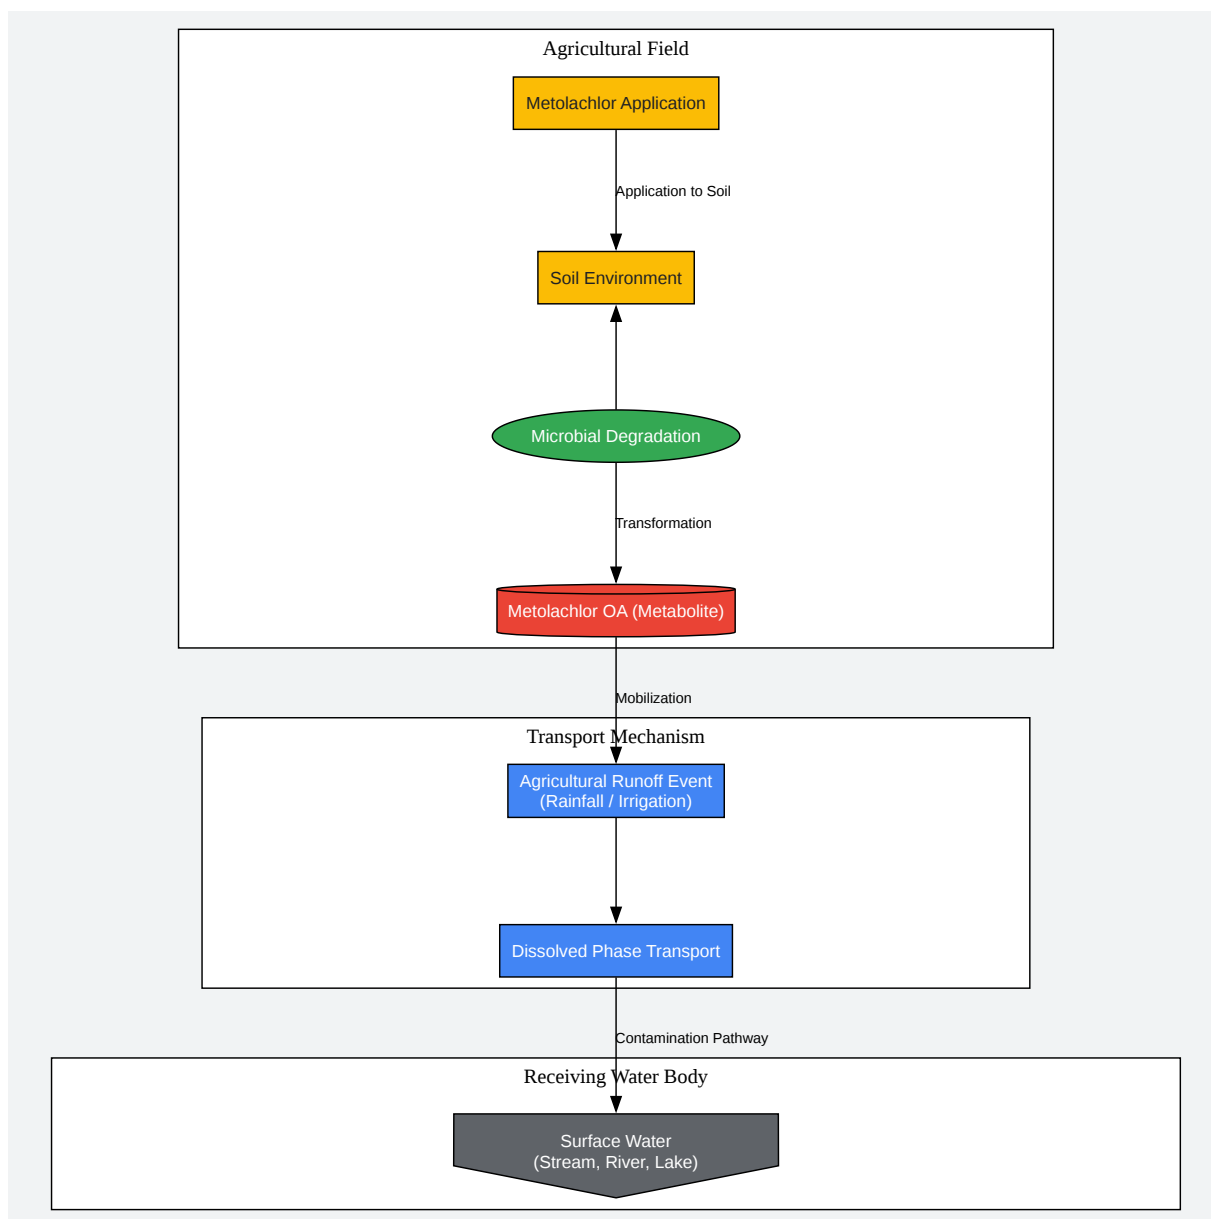 Agricultural Field
Metolachlor Application
Application to Soil
Soil Environment
Microbial Degradation
Transformation
Metolachlor OA (Metabolite)
Mobilization
Transport Mechanism
Agricultural Runoff Event
(Rainfall / Irrigation)
Dissolved Phase Transport
Contamination Pathway
Receiving Water Body
Surface Water
(Stream, River, Lake)